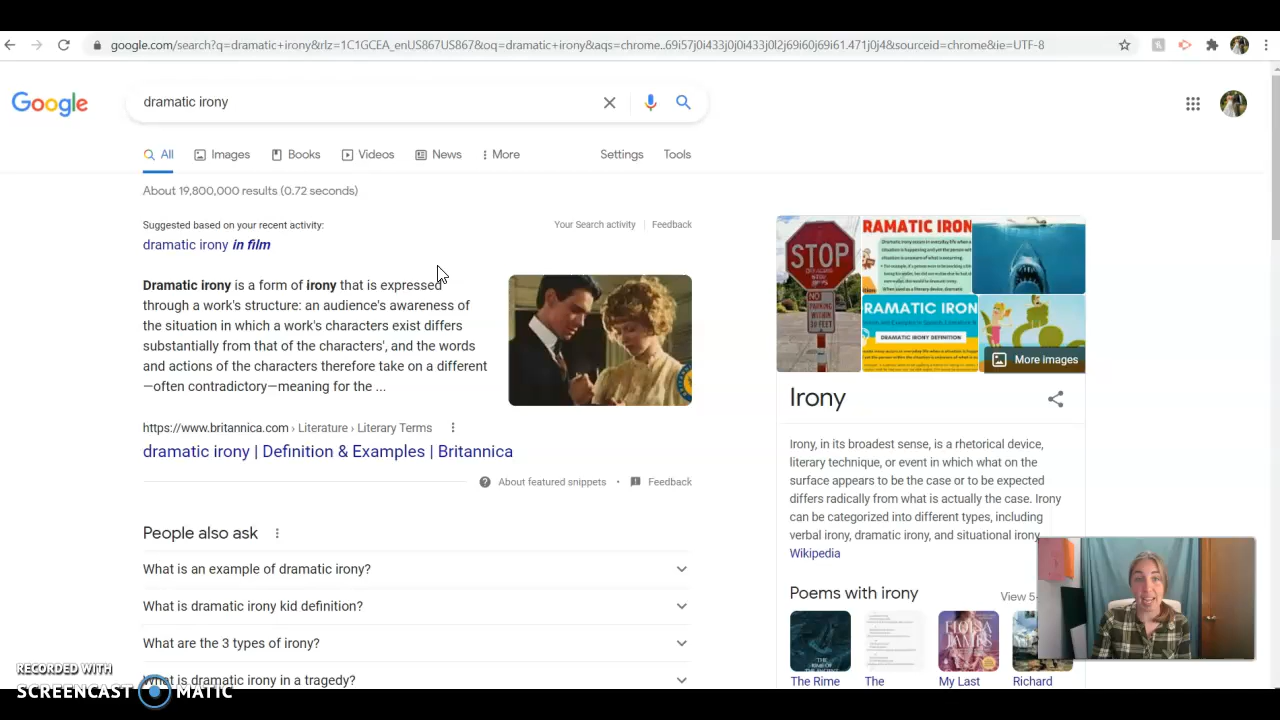 google.com/search?q=dramatic+irony&rlz=1C1GCEA_enUS867US867&oq=dramatic+irony&aqs=chrome..69i57j0i433j0j0i433j0l2j69i60j69i61.471j0j4&sourceid=chrome&ie=UTF-8
Google
dramatic irony
All Images Books Videos News More Settings Tools
About 19,800,000 results (0.72 seconds)
Suggested based on your recent activity:
Your Search activity
Feedback
dramatic irony in film
Dramatic irony is a form of irony that is expressed
through a work's structure: an audience's awareness of
the situation in which a work's characters exist differs
substantially from that of the characters', and the words
and actions of the characters therefore take on a different
—often contradictory—meaning for the ...
https://www.britannica.com › Literature › Literary Terms
dramatic irony | Definition & Examples | Britannica
About featured snippets • Feedback
People also ask
What is an example of dramatic irony?
What is dramatic irony kid definition?
What are 3 types of irony?
What is dramatic irony in a tragedy?
STOP
NO
PARKING
WITHIN
30 FEET
RAMATIC IRON
RAMATIC IRON
DRAMATIC IRONY DEFINITION
More images
Irony
Irony, in its broadest sense, is a rhetorical device,
literary technique, or event in which what on the
surface appears to be the case or to be expected
differs radically from what is actually the case. Irony
can be categorized into different types, including
verbal irony, dramatic irony, and situational irony.
Wikipedia
Poems with irony
View 5
The Rime
The
My Last
Richard
RECORDED WITH
SCREENCAST